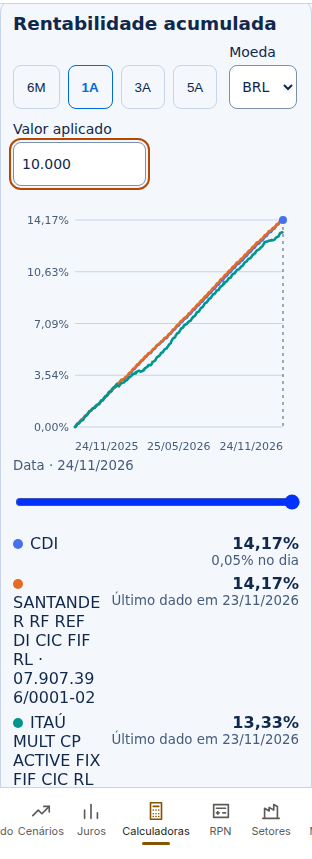 Rentabilidade acumulada
Moeda
6M 1A 3A 5A BRL
Valor aplicado
10.000
14,17%
10,63%
7,09%
3,54%
0,00%
24/11/2025 25/05/2026 24/11/2026
Data · 24/11/2026
CDI 14,17%
0,05% no dia
14,17%
Último dado em 23/11/2026
SANTANDE
R RF REF
DI CIC FIF
RL ·
07.907.39
6/0001-02
ITAÚ 13,33%
Último dado em 23/11/2026
MULT CP
ACTIVE FIX
FIF CIC RL
do Cenários Juros Calculadoras RPN Setores